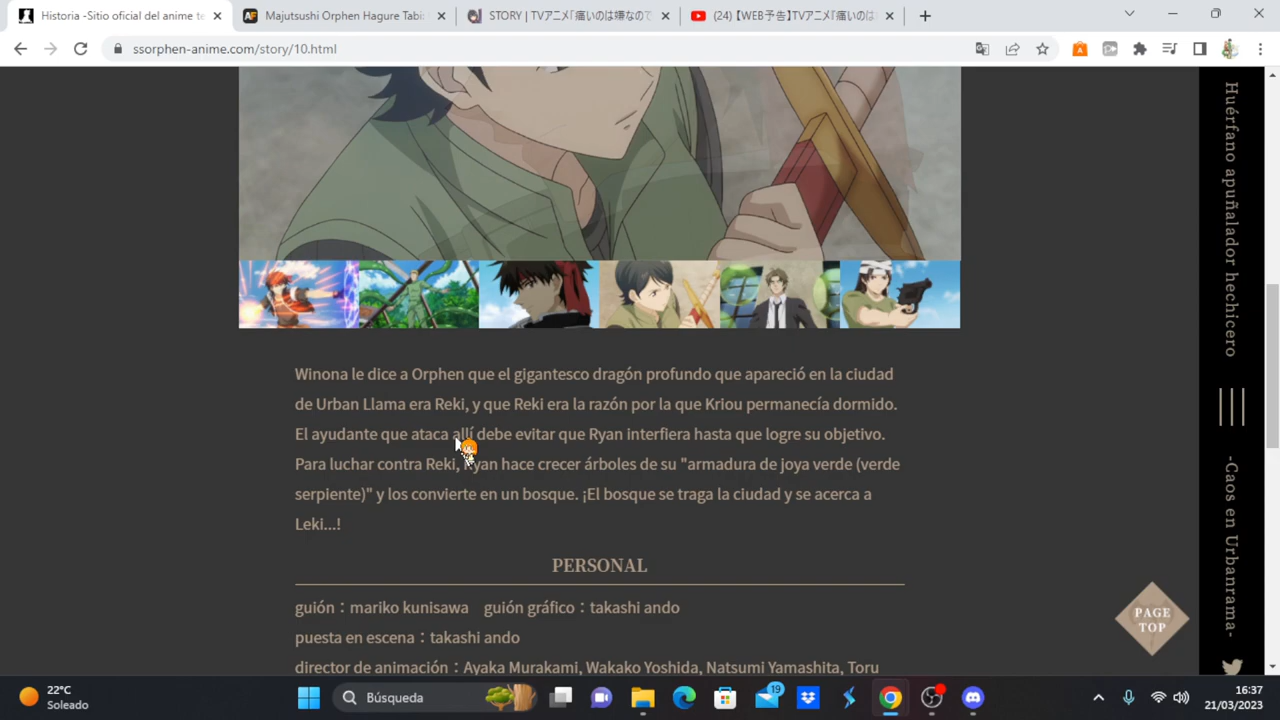 Historia -Sitio oficial del anime te
Majutsushi Orphen Hagure Tabi:
STORY | TVアニメ「痛いのは嫌なので
(24) 【WEB予告】TVアニメ「痛いのは
ssorphen-anime.com/story/10.html
Huérfano apuñalador hechicero
-Caos en Urbanrama-
Winona le dice a Orphen que el gigantesco dragón profundo que apareció en la ciudad
de Urban Llama era Reki, y que Reki era la razón por la que Kriou permanecía dormido.
El ayudante que ataca allí debe evitar que Ryan interfiera hasta que logre su objetivo.
Para luchar contra Reki, Ryan hace crecer árboles de su "armadura de joya verde (verde
serpiente)" y los convierte en un bosque. ¡El bosque se traga la ciudad y se acerca a
Leki...!
PERSONAL
guión：mariko kunisawa guión gráfico：takashi ando
puesta en escena：takashi ando
director de animación：Ayaka Murakami, Wakako Yoshida, Natsumi Yamashita, Toru
PAGE
TOP
22°C
Soleado
Búsqueda
19
16:37
21/03/2023